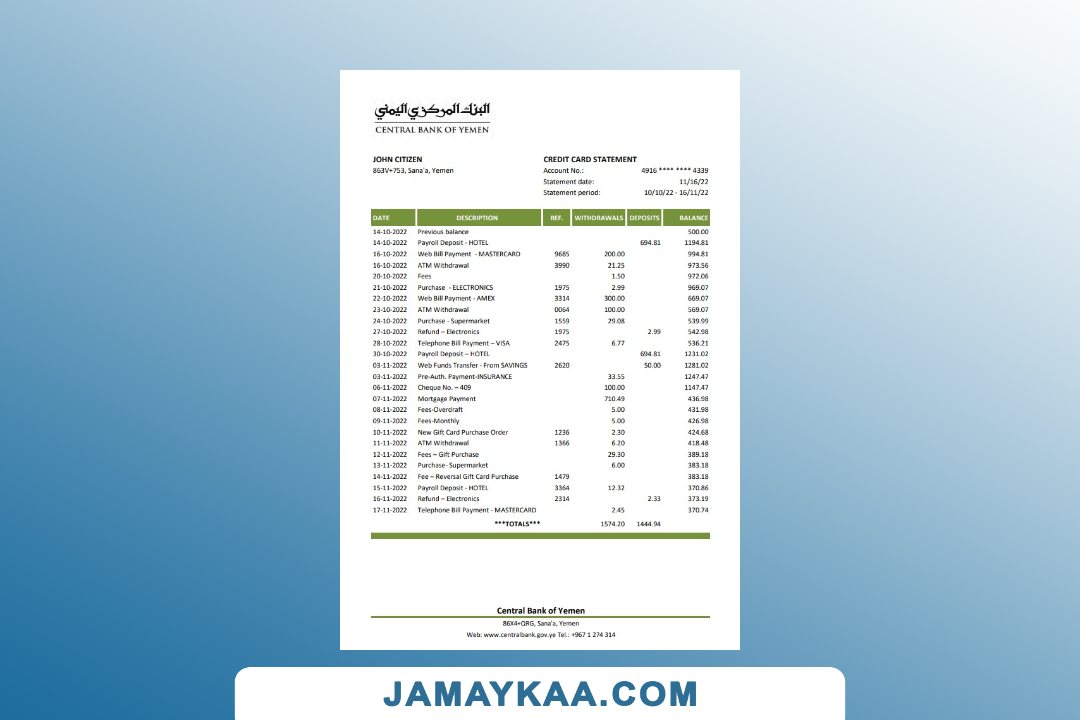 البنك المركزي اليمني
CENTRAL BANK OF YEMEN
JOHN CITIZEN
863V+753, Sana'a, Yemen
CREDIT CARD STATEMENT
Account No.: 4916 **** **** 4339
Statement date: 11/16/22
Statement period: 10/10/22 - 16/11/22
DATE DESCRIPTION REF. WITHDRAWALS DEPOSITS BALANCE
14-10-2022 Previous balance 500.00
14-10-2022 Payroll Deposit - HOTEL 694.81 1194.81
16-10-2022 Web Bill Payment - MASTERCARD 9685 200.00 994.81
16-10-2022 ATM Withdrawal 3990 21.25 973.56
20-10-2022 Fees 1.50 972.06
21-10-2022 Purchase - ELECTRONICS 1975 2.99 969.07
22-10-2022 Web Bill Payment - AMEX 3314 300.00 669.07
23-10-2022 ATM Withdrawal 0064 100.00 569.07
24-10-2022 Purchase - Supermarket 1559 29.08 539.99
27-10-2022 Refund – Electronics 1975 2.99 542.98
28-10-2022 Telephone Bill Payment – VISA 2475 6.77 536.21
30-10-2022 Payroll Deposit – HOTEL 694.81 1231.02
03-11-2022 Web Funds Transfer - From SAVINGS 2620 50.00 1281.02
03-11-2022 Pre-Auth. Payment-INSURANCE 33.55 1247.47
06-11-2022 Cheque No. – 409 100.00 1147.47
07-11-2022 Mortgage Payment 710.49 436.98
08-11-2022 Fees-Overdraft 5.00 431.98
09-11-2022 Fees-Monthly 5.00 426.98
10-11-2022 New Gift Card Purchase Order 1236 2.30 424.68
11-11-2022 ATM Withdrawal 1366 6.20 418.48
12-11-2022 Fees – Gift Purchase 29.30 389.18
13-11-2022 Purchase- Supermarket 6.00 383.18
14-11-2022 Fee – Reversal Gift Card Purchase 1479 383.18
15-11-2022 Payroll Deposit - HOTEL 3364 12.32 370.86
16-11-2022 Refund – Electronics 2314 2.33 373.19
17-11-2022 Telephone Bill Payment - MASTERCARD 2.45 370.74
***TOTALS*** 1574.20 1444.94
Central Bank of Yemen
86X4+QRG, Sana'a, Yemen
Web: www.centralbank.gov.ye Tel.: +967 1 274 314
JAMAYKAA.COM